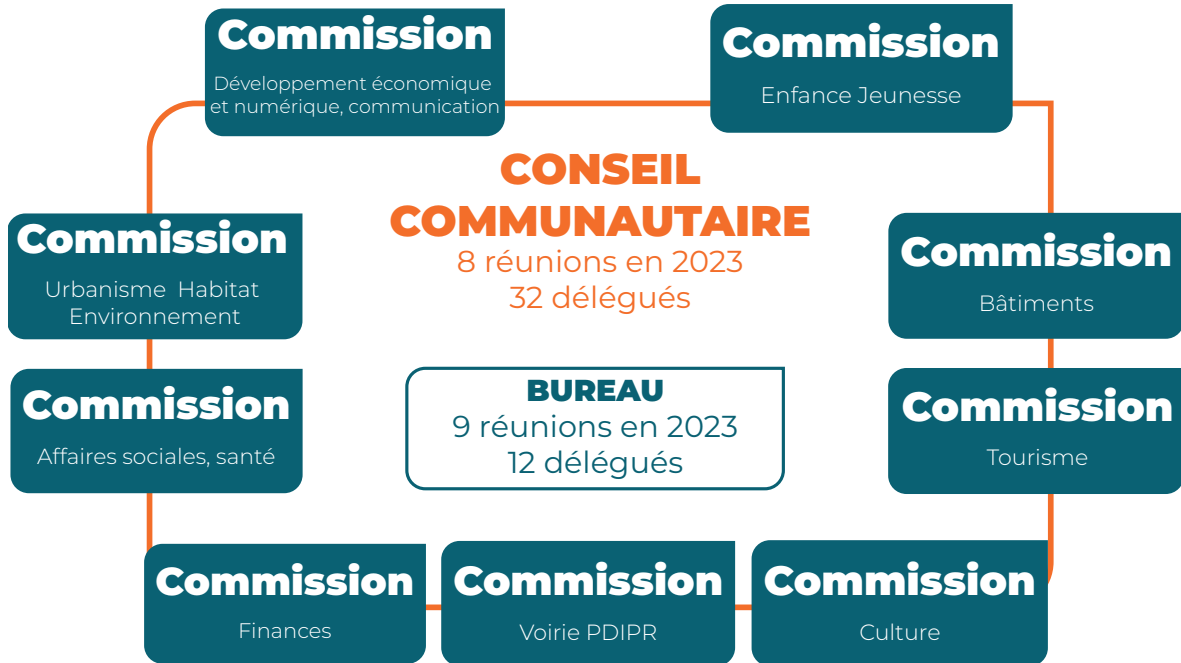 Commission
Développement économique
et numérique, communication
Commission
Enfance Jeunesse
CONSEIL
COMMUNAUTAIRE
8 réunions en 2023
32 délégués
Commission
Urbanisme Habitat
Environnement
Commission
Bâtiments
BUREAU
9 réunions en 2023
12 délégués
Commission
Affaires sociales, santé
Commission
Tourisme
Commission
Finances
Commission
Voirie PDIPR
Commission
Culture